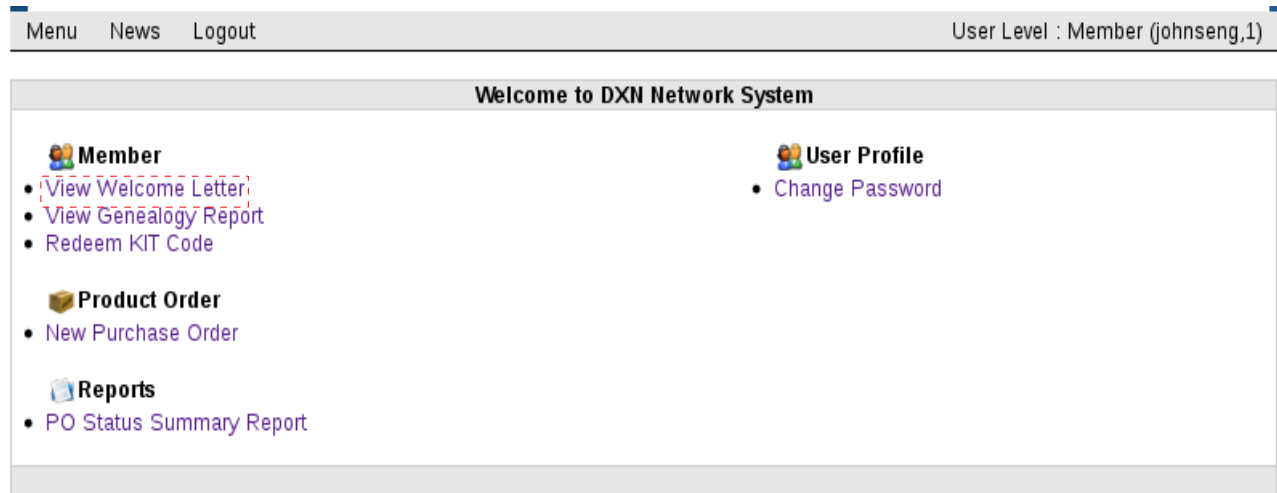 Menu News Logout User Level : Member (johnseng,1)
Welcome to DXN Network System
Member
View Welcome Letter
View Genealogy Report
Redeem KIT Code
User Profile
Change Password
Product Order
New Purchase Order
Reports
PO Status Summary Report